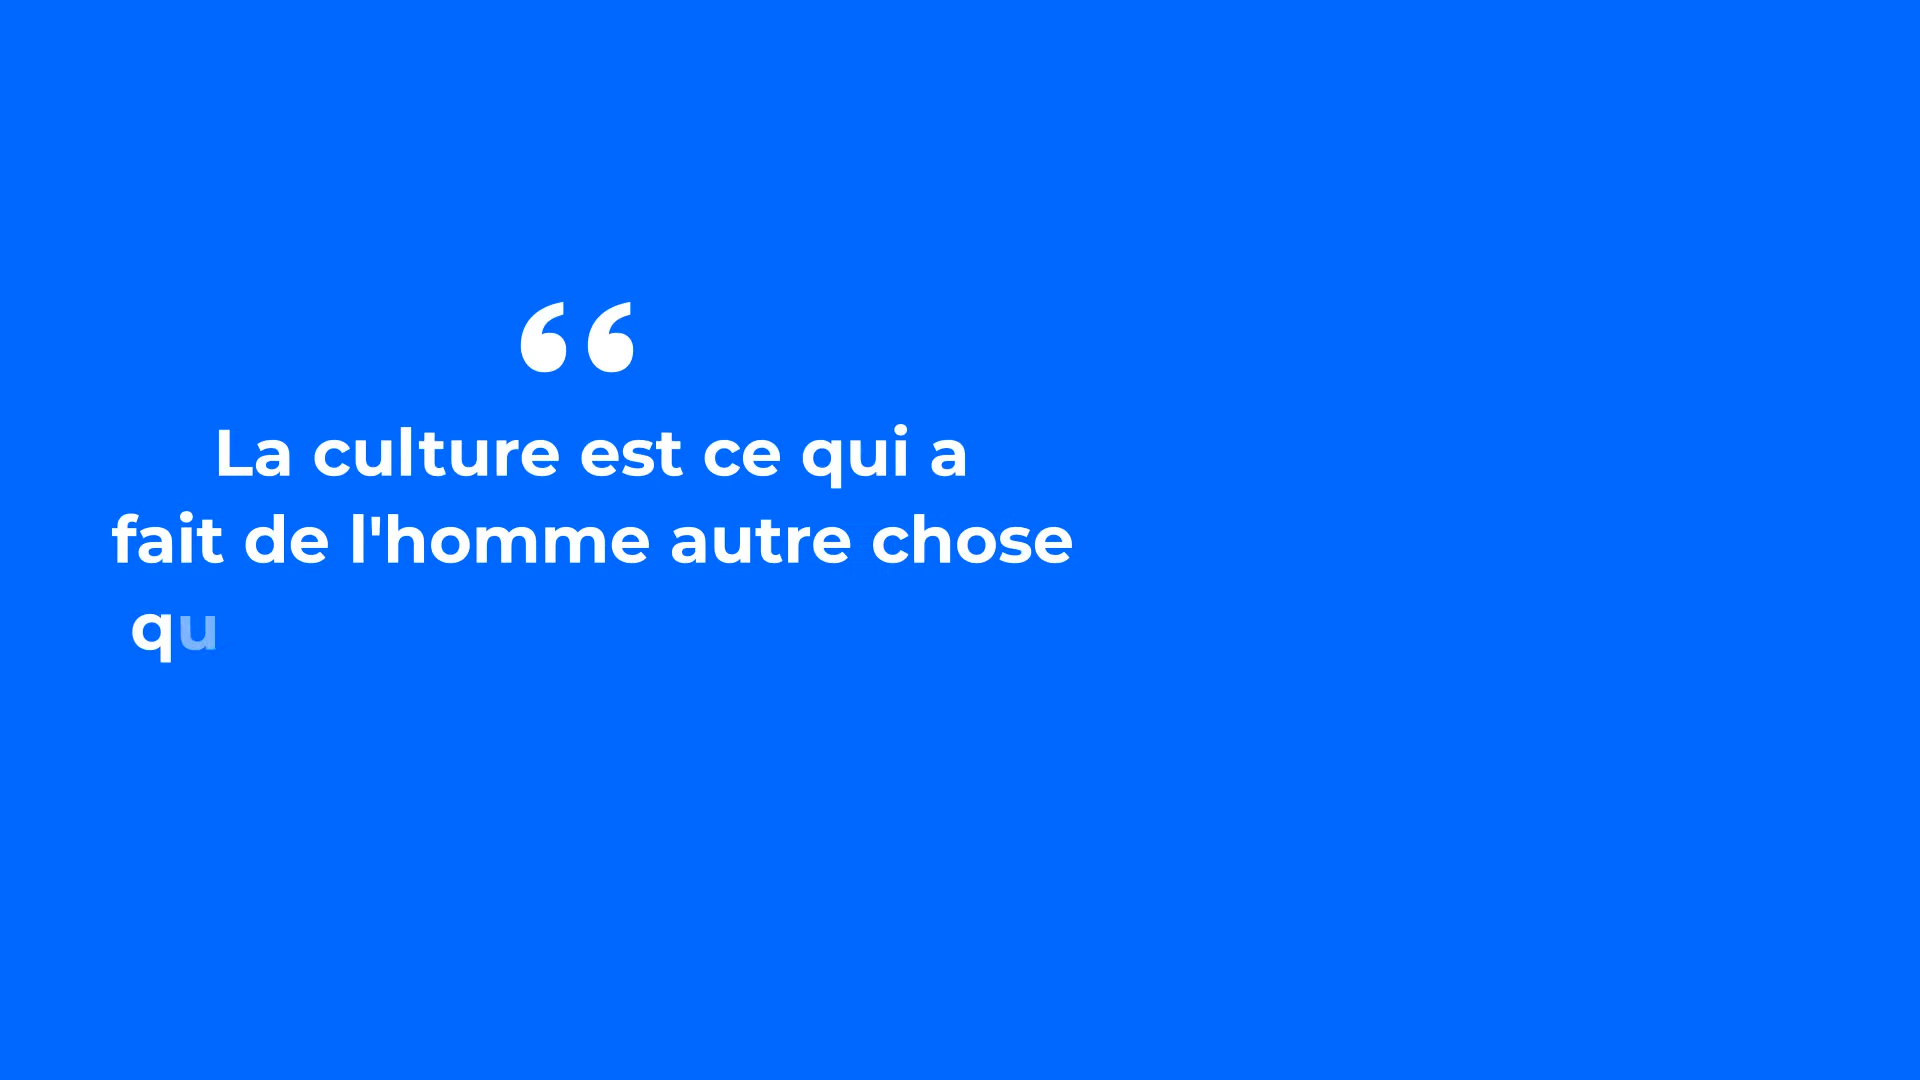 “
La culture est ce qui a
fait de l'homme autre chose
qu